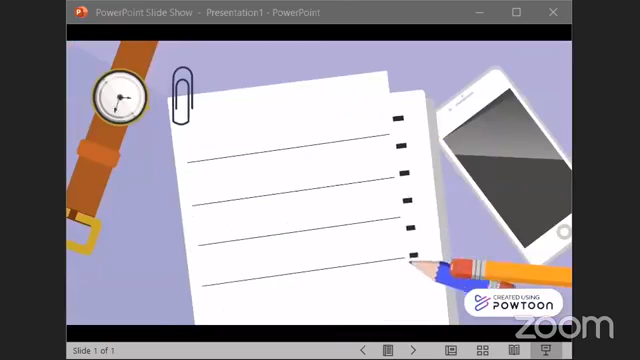 PowerPoint Slide Show - Presentation1 - PowerPoint
CREATED USING
POWTOON
zoom
Slide 1 of 1